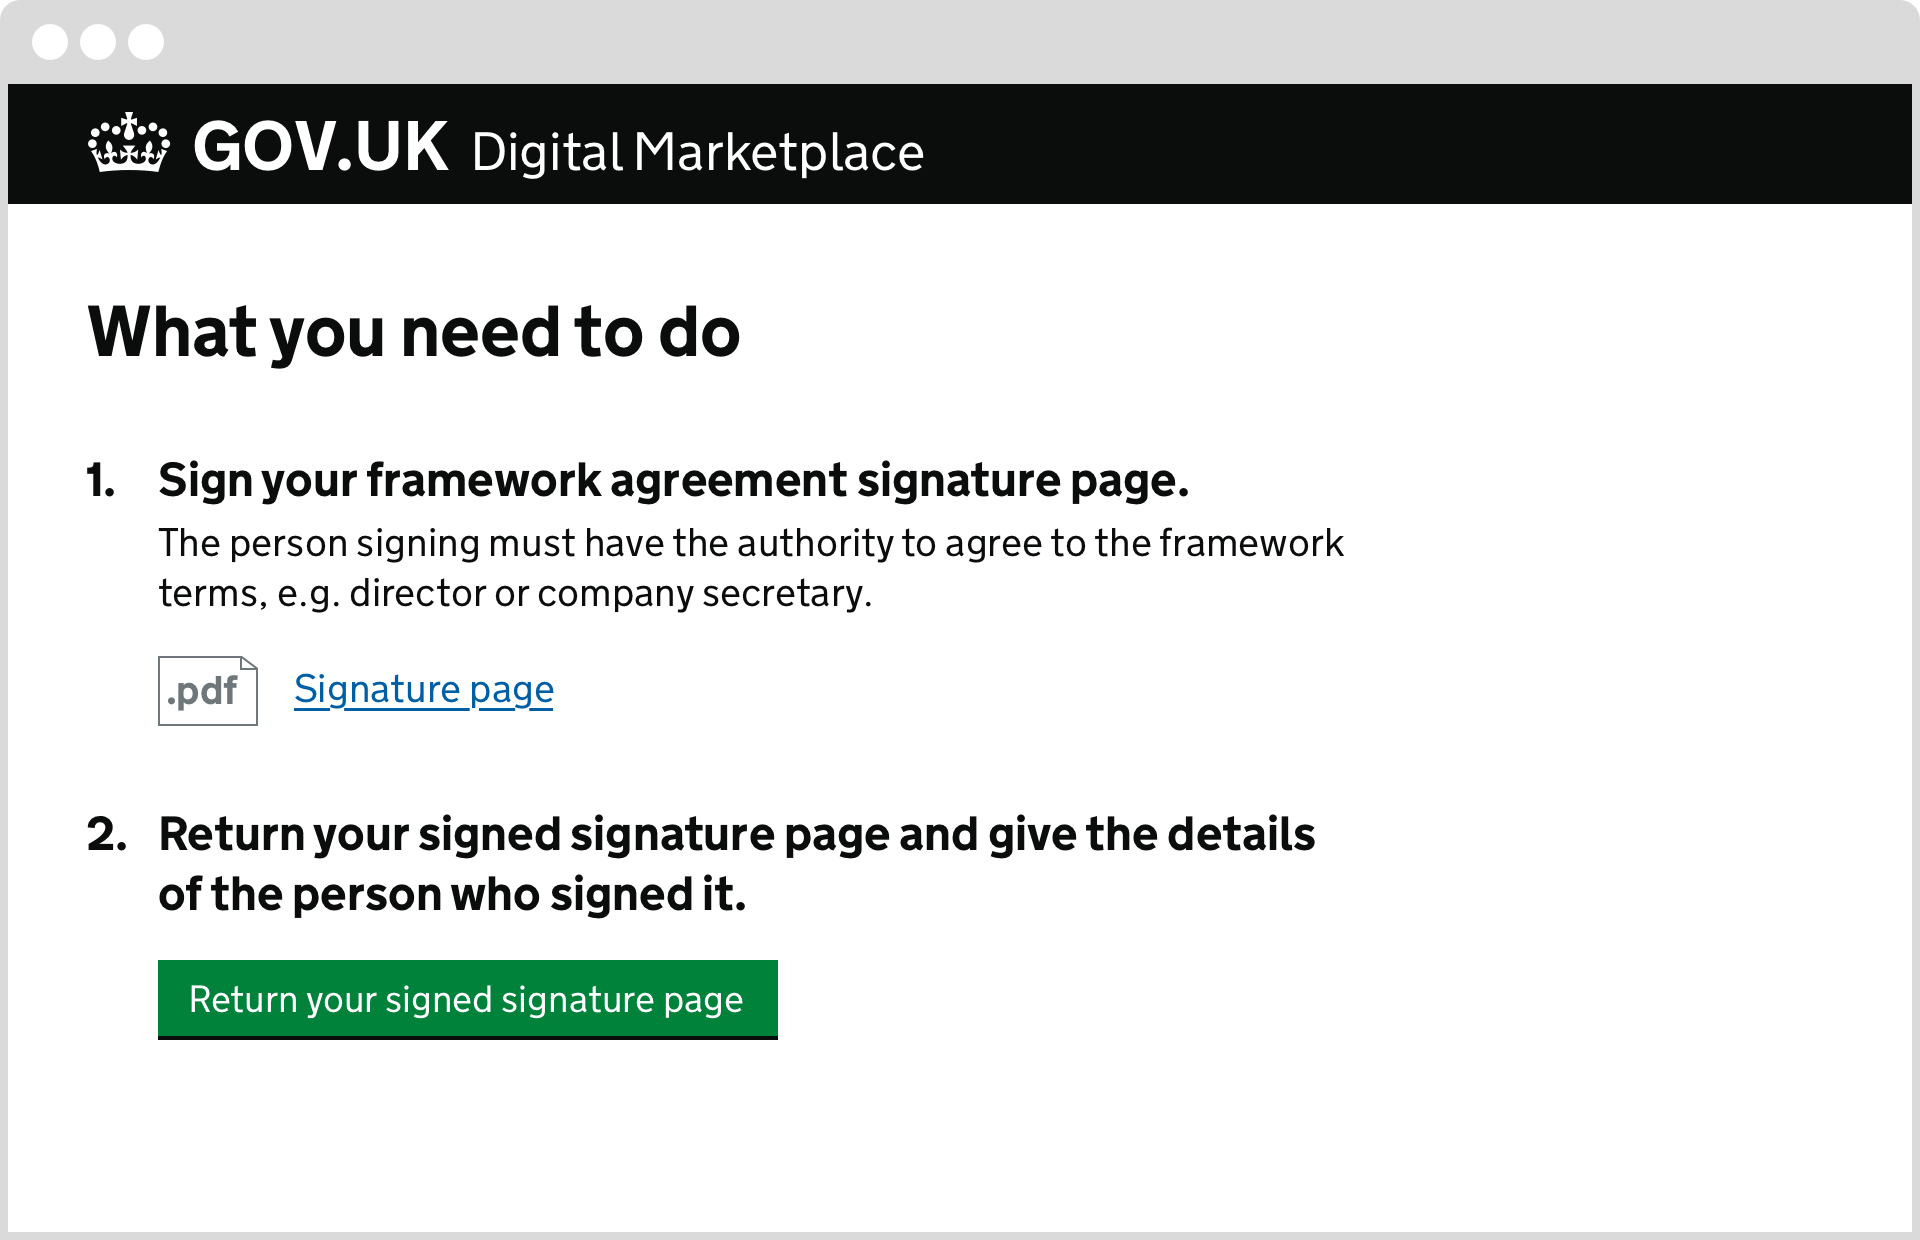 GOV.UK Digital Marketplace
What you need to do
1. Sign your framework agreement signature page.
The person signing must have the authority to agree to the framework
terms, e.g. director or company secretary.
.pdf Signature page
2. Return your signed signature page and give the details
of the person who signed it.
Return your signed signature page